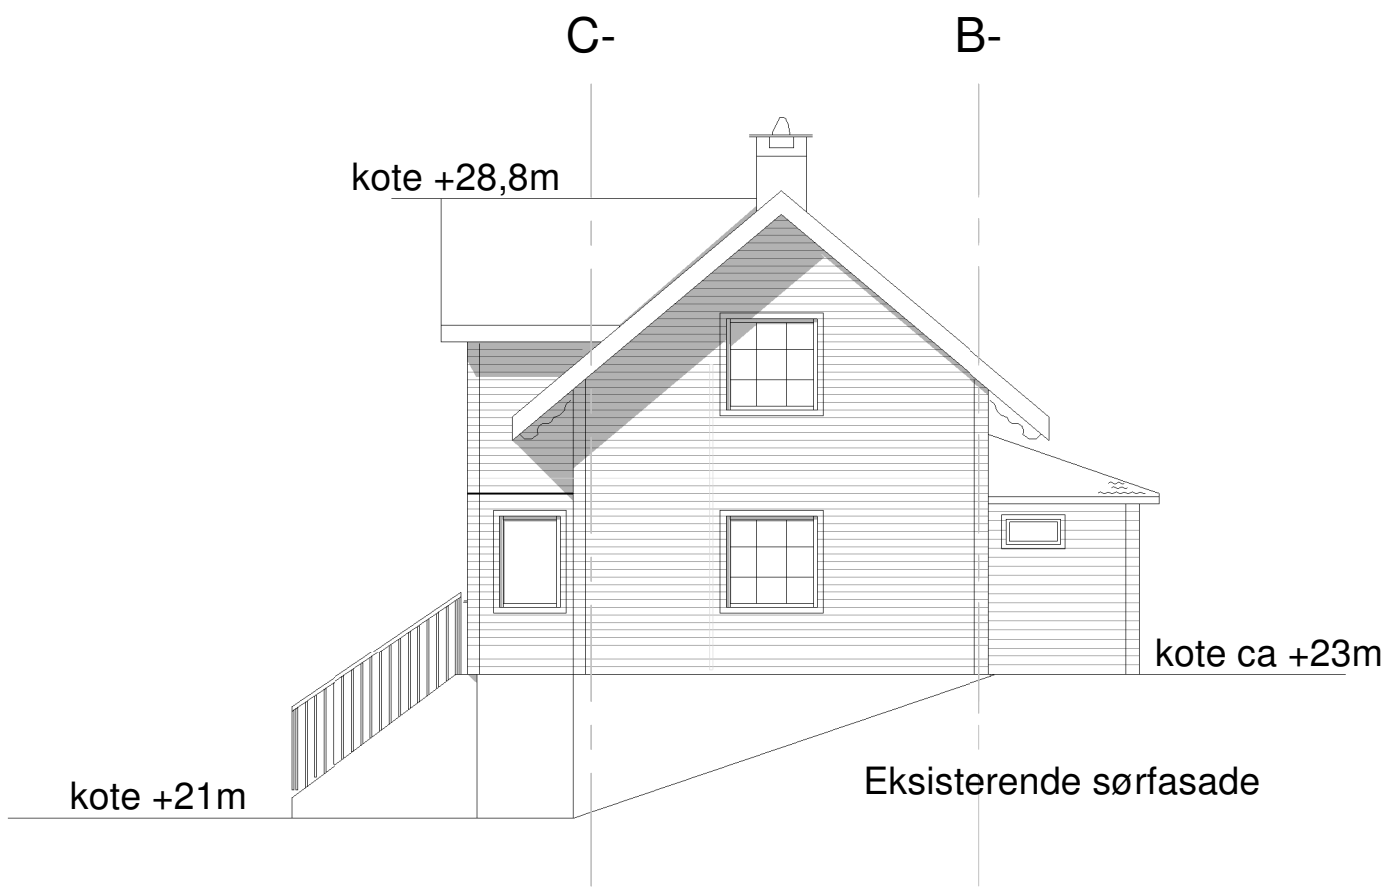 C-
B-
kote +28,8m
kote ca +23m
Eksisterende sørfasade
kote +21m